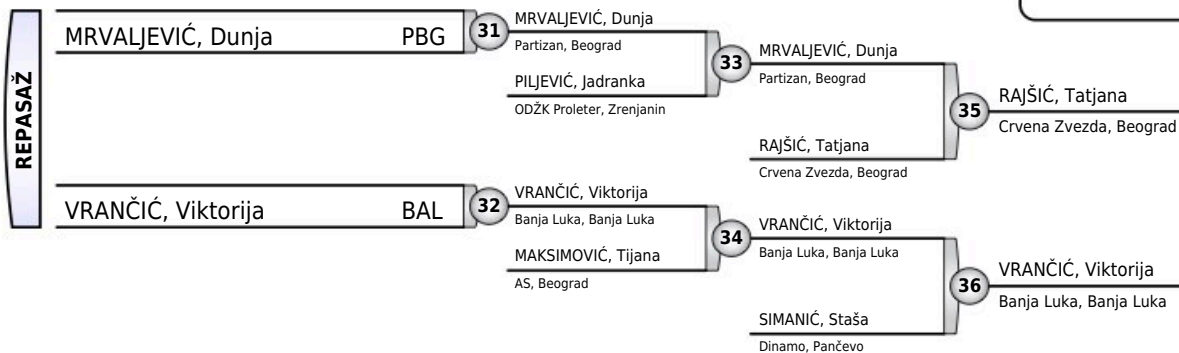 REPASAŽ
MRVALJEVIĆ, Dunja PBG
31
MRVALJEVIĆ, Dunja
Partizan, Beograd
PILJEVIĆ, Jadranka
ODŽK Proleter, Zrenjanin
33
MRVALJEVIĆ, Dunja
Partizan, Beograd
RAJŠIĆ, Tatjana
Crvena Zvezda, Beograd
35
RAJŠIĆ, Tatjana
Crvena Zvezda, Beograd
VRANČIĆ, Viktorija BAL
32
VRANČIĆ, Viktorija
Banja Luka, Banja Luka
MAKSIMOVIĆ, Tijana
AS, Beograd
34
VRANČIĆ, Viktorija
Banja Luka, Banja Luka
SIMANIĆ, Staša
Dinamo, Pančevo
36
VRANČIĆ, Viktorija
Banja Luka, Banja Luka